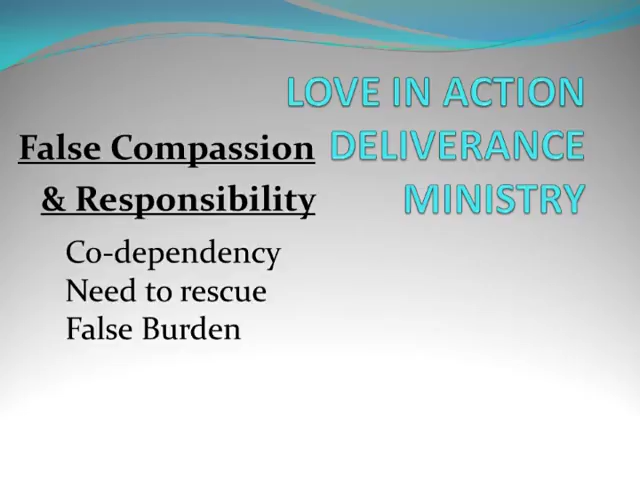 LOVE IN ACTION
DELIVERANCE
MINISTRY
False Compassion
& Responsibility
Co-dependency
Need to rescue
False Burden